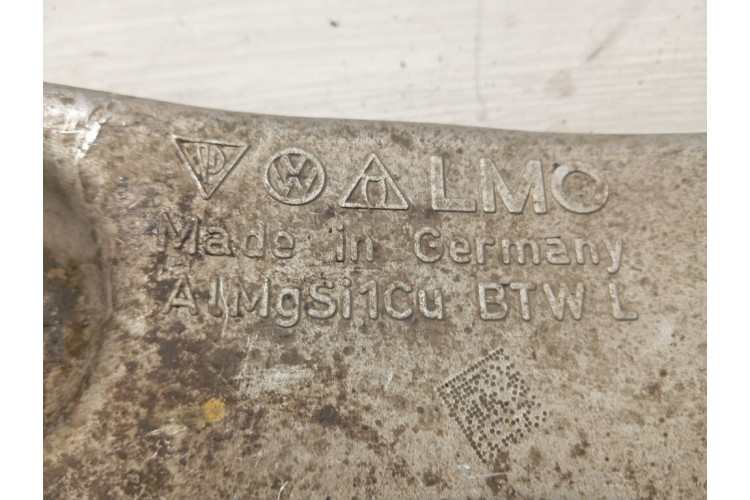 LMO
Made in Germany
AlMgSi1Cu BTW L